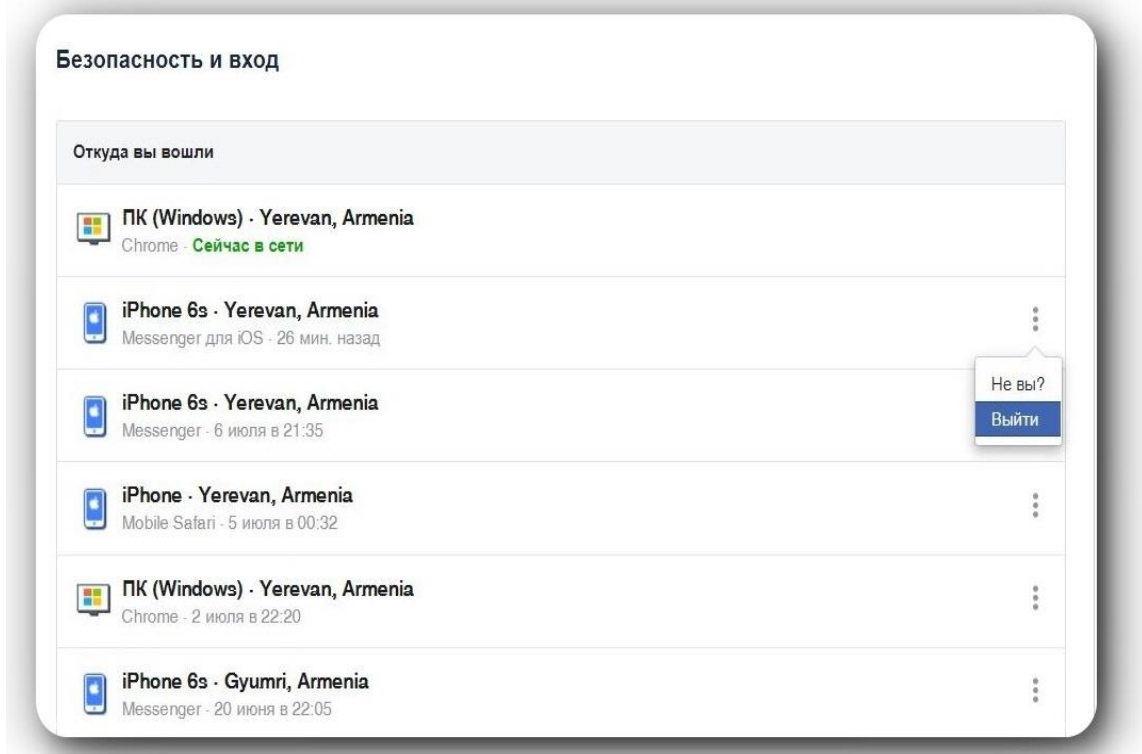 Безопасность и вход
Откуда вы вошли
ПК (Windows) · Yerevan, Armenia
Chrome · Сейчас в сети
iPhone 6s · Yerevan, Armenia
Messenger для iOS · 26 мин. назад
Не вы?
Выйти
iPhone 6s · Yerevan, Armenia
Messenger · 6 июля в 21:35
iPhone · Yerevan, Armenia
Mobile Safari · 5 июля в 00:32
ПК (Windows) · Yerevan, Armenia
Chrome · 2 июля в 22:20
iPhone 6s · Gyumri, Armenia
Messenger · 20 июня в 22:05